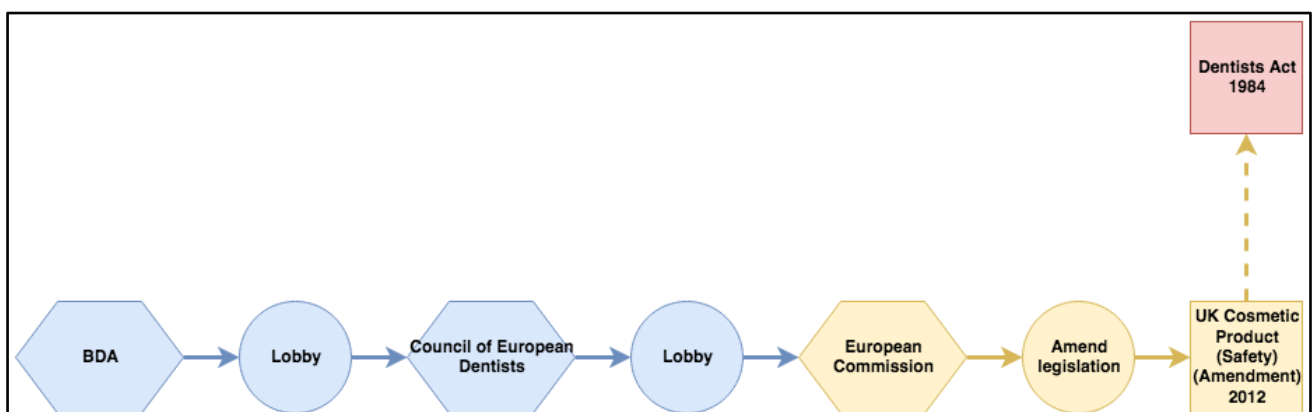 Dentists Act
1984
BDA
Lobby
Council of European
Dentists
Lobby
European
Commission
Amend
legislation
UK Cosmetic
Product
(Safety)
(Amendment)
2012